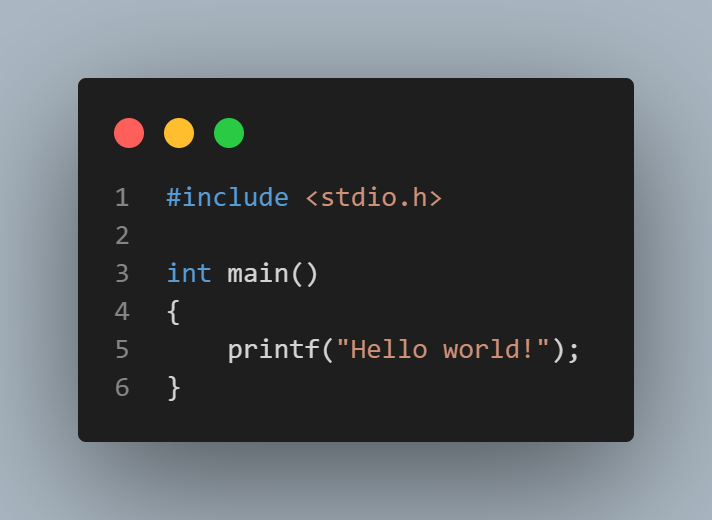 1 #include <stdio.h>
2
3 int main()
4 {
5     printf("Hello world!");
6 }